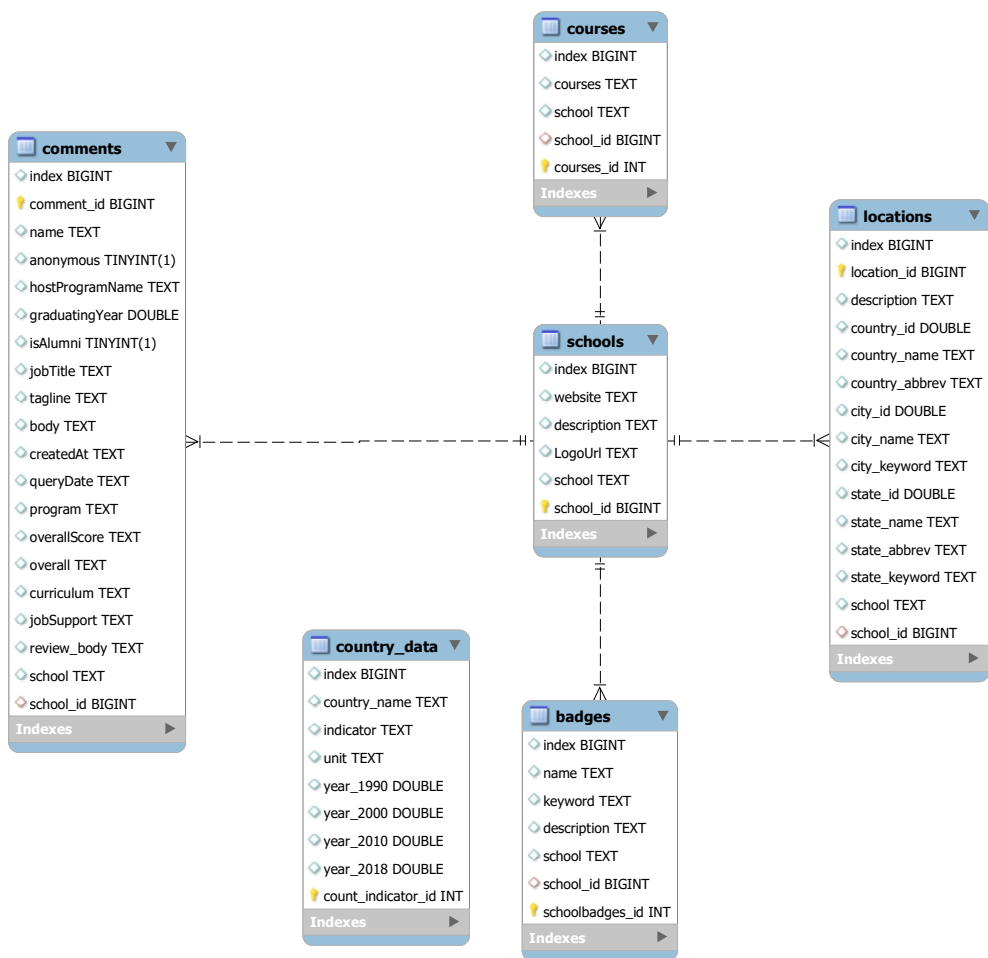 courses
index BIGINT
courses TEXT
school TEXT
school_id BIGINT
courses_id INT
Indexes
comments
index BIGINT
comment_id BIGINT
name TEXT
anonymous TINYINT(1)
hostProgramName TEXT
graduatingYear DOUBLE
isAlumni TINYINT(1)
jobTitle TEXT
tagline TEXT
body TEXT
createdAt TEXT
queryDate TEXT
program TEXT
overallScore TEXT
overall TEXT
curriculum TEXT
jobSupport TEXT
review_body TEXT
school TEXT
school_id BIGINT
Indexes
schools
index BIGINT
website TEXT
description TEXT
LogoUrl TEXT
school TEXT
school_id BIGINT
Indexes
locations
index BIGINT
location_id BIGINT
description TEXT
country_id DOUBLE
country_name TEXT
country_abbrev TEXT
city_id DOUBLE
city_name TEXT
city_keyword TEXT
state_id DOUBLE
state_name TEXT
state_abbrev TEXT
state_keyword TEXT
school TEXT
school_id BIGINT
Indexes
country_data
index BIGINT
country_name TEXT
indicator TEXT
unit TEXT
year_1990 DOUBLE
year_2000 DOUBLE
year_2010 DOUBLE
year_2018 DOUBLE
count_indicator_id INT
Indexes
badges
index BIGINT
name TEXT
keyword TEXT
description TEXT
school TEXT
school_id BIGINT
schoolbadges_id INT
Indexes